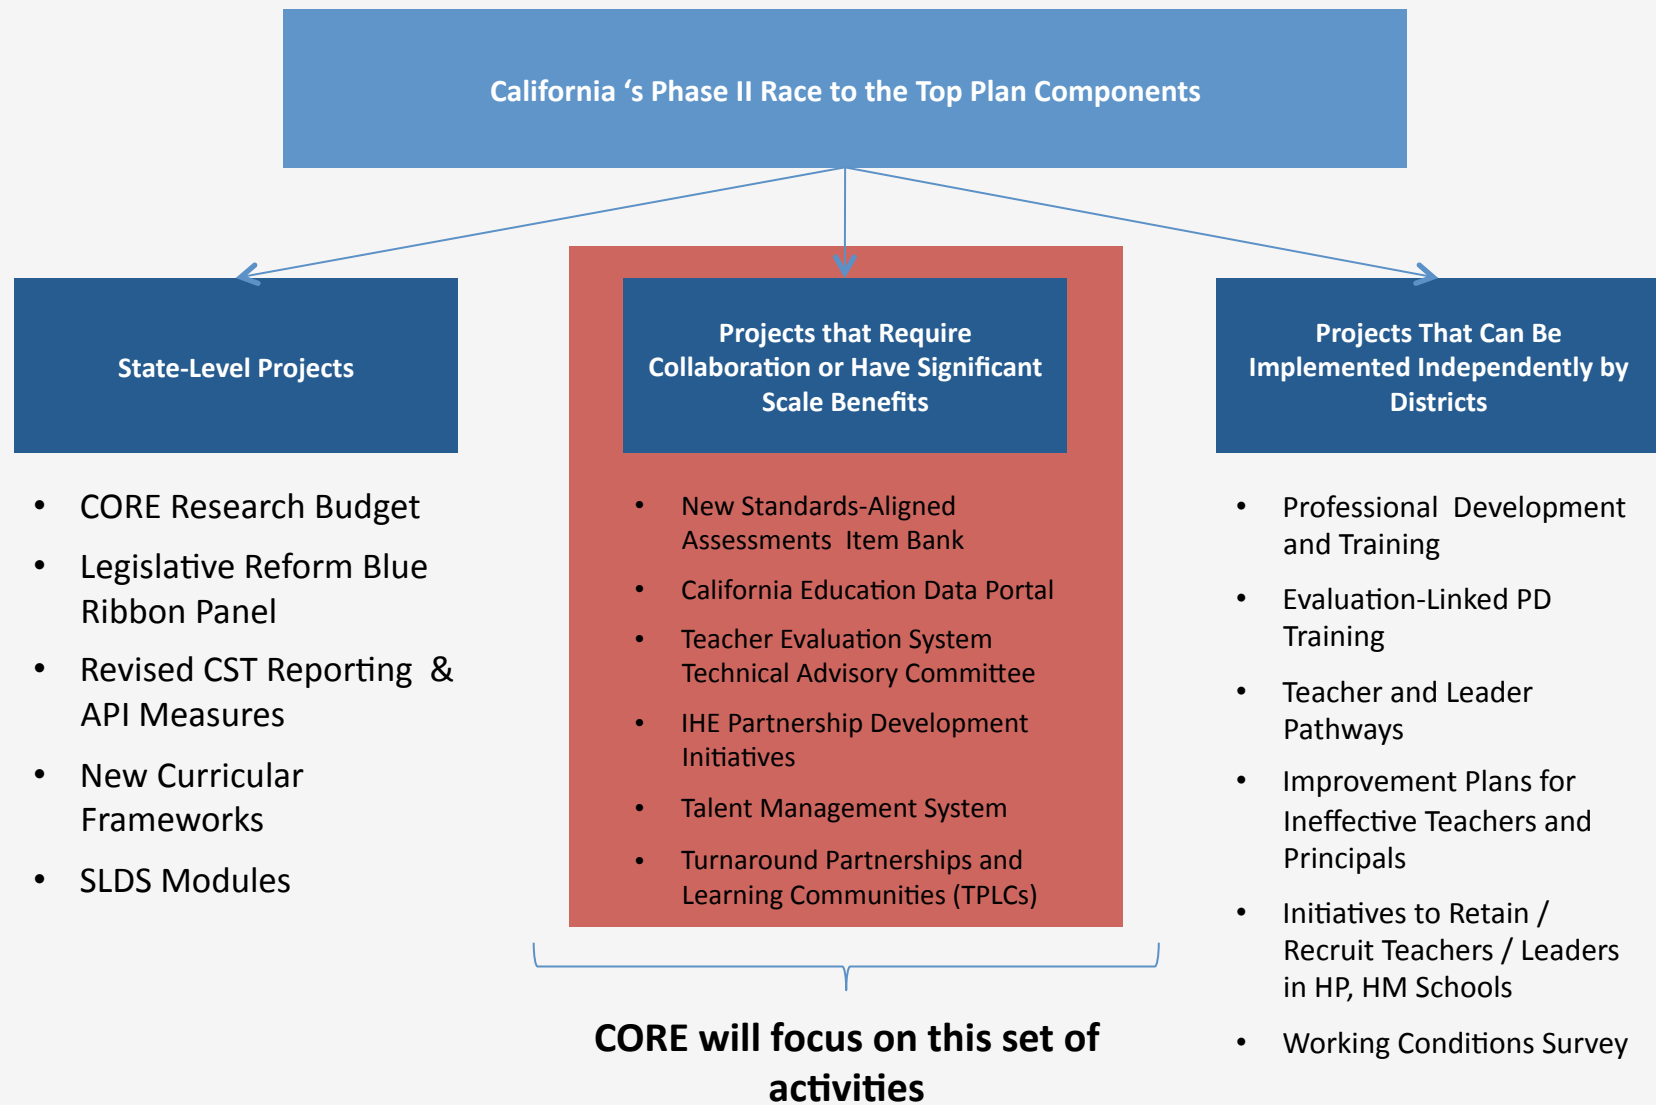 California 's Phase II Race to the Top Plan Components
State-Level Projects
• CORE Research Budget
• Legislative Reform Blue
Ribbon Panel
• Revised CST Reporting &
API Measures
• New Curricular
Frameworks
• SLDS Modules
Projects that Require
Collaboration or Have Significant
Scale Benefits
• New Standards-Aligned
Assessments Item Bank
• California Education Data Portal
• Teacher Evaluation System
Technical Advisory Committee
• IHE Partnership Development
Initiatives
• Talent Management System
• Turnaround Partnerships and
Learning Communities (TPLCs)
CORE will focus on this set of
activities
Projects That Can Be
Implemented Independently by
Districts
• Professional Development
and Training
• Evaluation-Linked PD
Training
• Teacher and Leader
Pathways
• Improvement Plans for
Ineffective Teachers and
Principals
• Initiatives to Retain /
Recruit Teachers / Leaders
in HP, HM Schools
• Working Conditions Survey